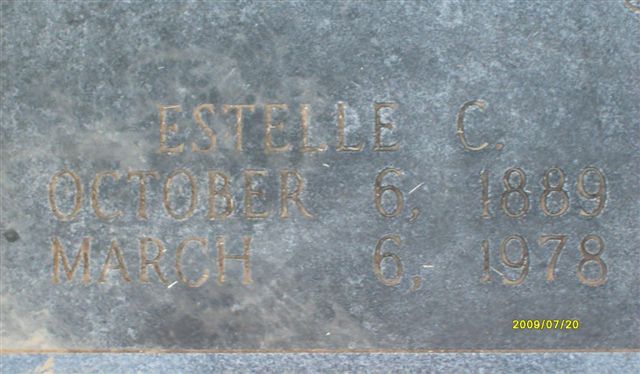 ESTELLE C.
OCTOBER 6, 1889
MARCH 6, 1978
2009/07/20